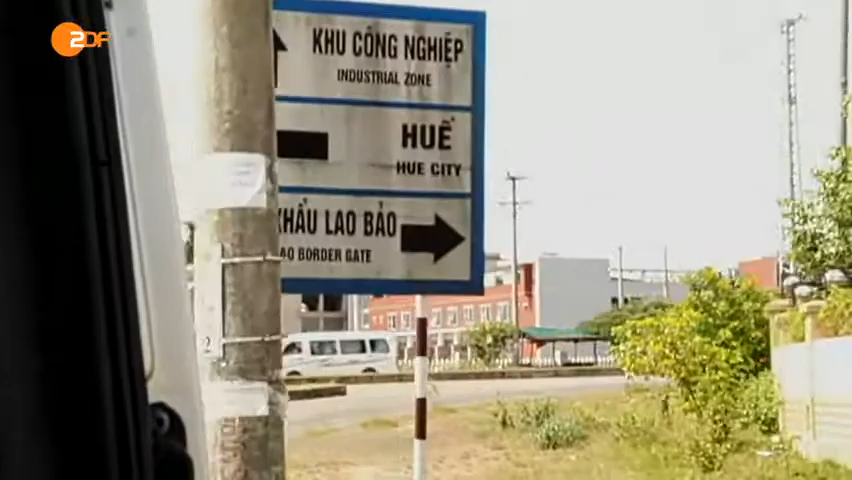 2DF
KHU CÔNG NGHIỆP
INDUSTRIAL ZONE
HUẾ
HUE CITY
KHẨU LAO BẢO
AO BORDER GATE